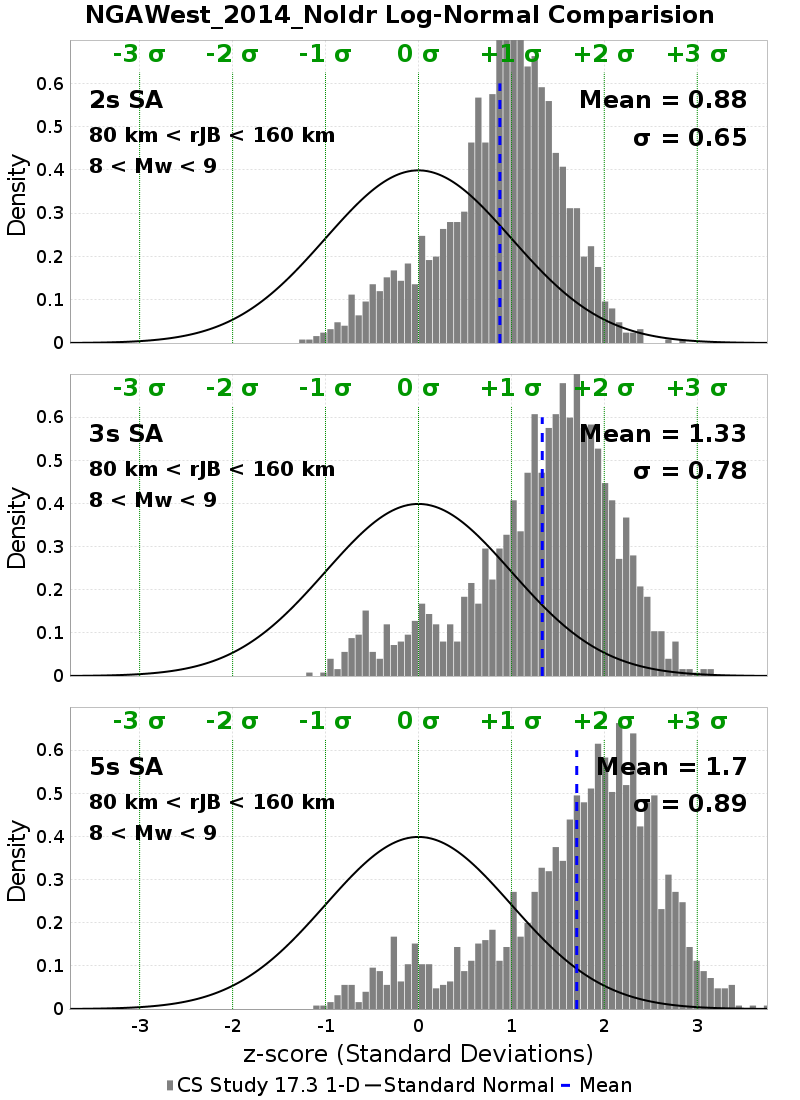 NGAWest_2014_NoIdr Log-Normal Comparision
-3 σ -2 σ -1 σ 0 σ +1 σ +2 σ +3 σ
2s SA
80 km < rJB < 160 km
8 < Mw < 9
Mean = 0.88
σ = 0.65
0.6
0.5
0.4
0.3
0.2
0.1
0
Density
-3 σ -2 σ -1 σ 0 σ +1 σ +2 σ +3 σ
3s SA
80 km < rJB < 160 km
8 < Mw < 9
Mean = 1.33
σ = 0.78
0.6
0.5
0.4
0.3
0.2
0.1
0
Density
-3 σ -2 σ -1 σ 0 σ +1 σ +2 σ +3 σ
5s SA
80 km < rJB < 160 km
8 < Mw < 9
Mean = 1.7
σ = 0.89
0.6
0.5
0.4
0.3
0.2
0.1
0
Density
-3 -2 -1 0 1 2 3
z-score (Standard Deviations)
CS Study 17.3 1-D Standard Normal Mean